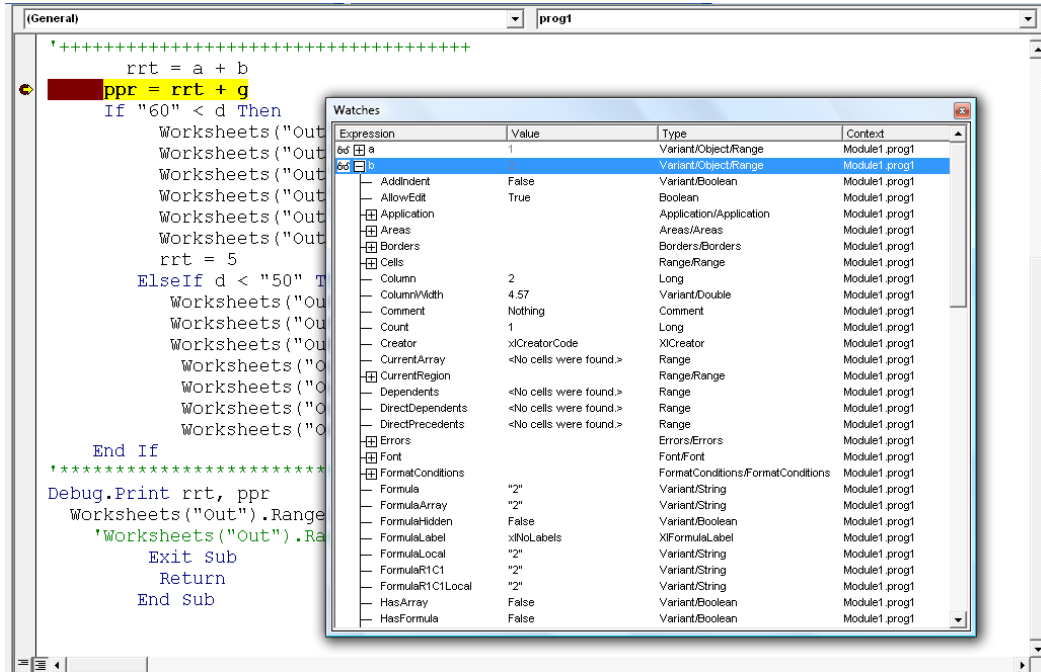 (General) prog1
'+++++++++++++++++++++++++++++++++++++
rrt = a + b
ppr = rrt + g
If "60" < d Then
Worksheets("Out
Worksheets("Out
Worksheets("Out
Worksheets("Out
Worksheets("Out
Worksheets("Out
rrt = 5
ElseIf d < "50" T
Worksheets("Ou
Worksheets("Ou
Worksheets("Ou
Worksheets("O
Worksheets("O
Worksheets("O
Worksheets("O
End If
'*************************
Debug.Print rrt, ppr
Worksheets("Out").Range
'Worksheets("Out").Ra
Exit Sub
Return
End Sub
Watches
Expression Value Type Context
a 1 Variant/Object/Range Module1.prog1
b 2 Variant/Object/Range Module1.prog1
AddIndent False Variant/Boolean Module1.prog1
AllowEdit True Boolean Module1.prog1
Application Application/Application Module1.prog1
Areas Areas/Areas Module1.prog1
Borders Borders/Borders Module1.prog1
Cells Range/Range Module1.prog1
Column 2 Long Module1.prog1
ColumnWidth 4.57 Variant/Double Module1.prog1
Comment Nothing Comment Module1.prog1
Count 1 Long Module1.prog1
Creator xlCreatorCode XlCreator Module1.prog1
CurrentArray <No cells were found.> Range Module1.prog1
CurrentRegion Range/Range Module1.prog1
Dependents <No cells were found.> Range Module1.prog1
DirectDependents <No cells were found.> Range Module1.prog1
DirectPrecedents <No cells were found.> Range Module1.prog1
Errors Errors/Errors Module1.prog1
Font Font/Font Module1.prog1
FormatConditions FormatConditions/FormatConditions Module1.prog1
Formula "2" Variant/String Module1.prog1
FormulaArray "2" Variant/String Module1.prog1
FormulaHidden False Variant/Boolean Module1.prog1
FormulaLabel xlNoLabels XlFormulaLabel Module1.prog1
FormulaLocal "2" Variant/String Module1.prog1
FormulaR1C1 "2" Variant/String Module1.prog1
FormulaR1C1Local "2" Variant/String Module1.prog1
HasArray False Variant/Boolean Module1.prog1
HasFormula False Variant/Boolean Module1.prog1